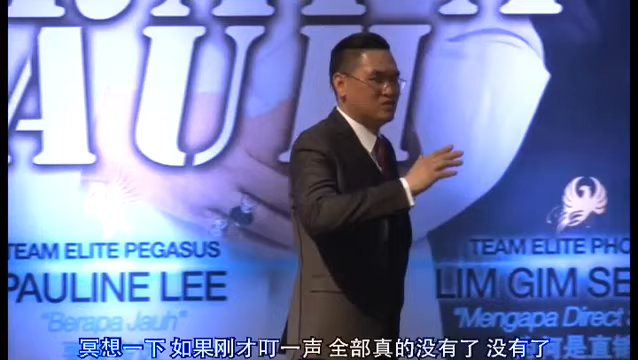 AUH
TEAM ELITE PEGASUS
PAULINE LEE
"Berapa Jauh"
TEAM ELITE PHO
LIM GIM SE
"Mengapa Direct S
冥想一下 如果刚才叮一声 全部真的没有了 没有了